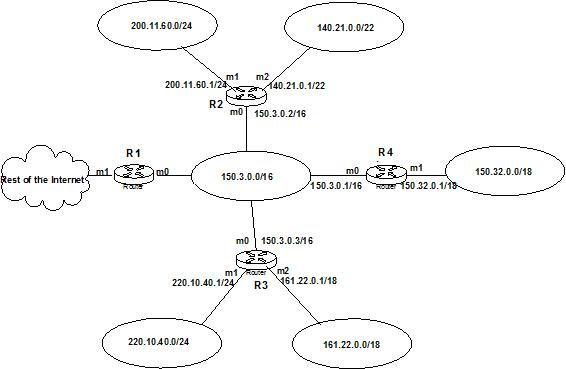 200.11.60.0/24
140.21.0.0/22
m1
m2
200.11.60.1/24
140.21.0.1/22
R2
m0
150.3.0.2/16
R1
R4
Rest of the Internet
m1
m0
Router
150.3.0.0/16
m0
m1
150.32.0.0/18
Router
150.3.0.1/16
150.32.0.1/18
m0
150.3.0.3/16
m1
Router
m2
220.10.40.1/24
R3
161.22.0.1/18
220.10.40.0/24
161.22.0.0/18